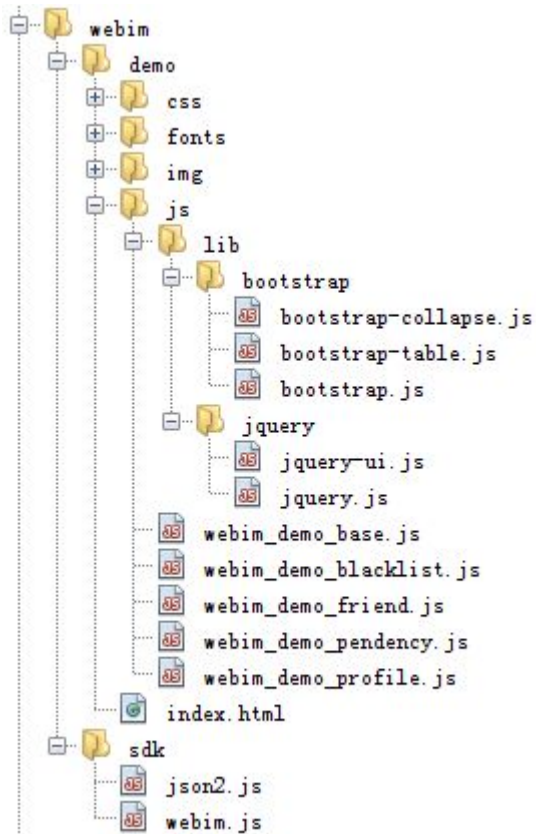 webim
demo
css
fonts
img
js
lib
bootstrap
bootstrap-collapse.js
bootstrap-table.js
bootstrap.js
jquery
jquery-ui.js
jquery.js
webim_demo_base.js
webim_demo_blacklist.js
webim_demo_friend.js
webim_demo_pendency.js
webim_demo_profile.js
index.html
sdk
json2.js
webim.js